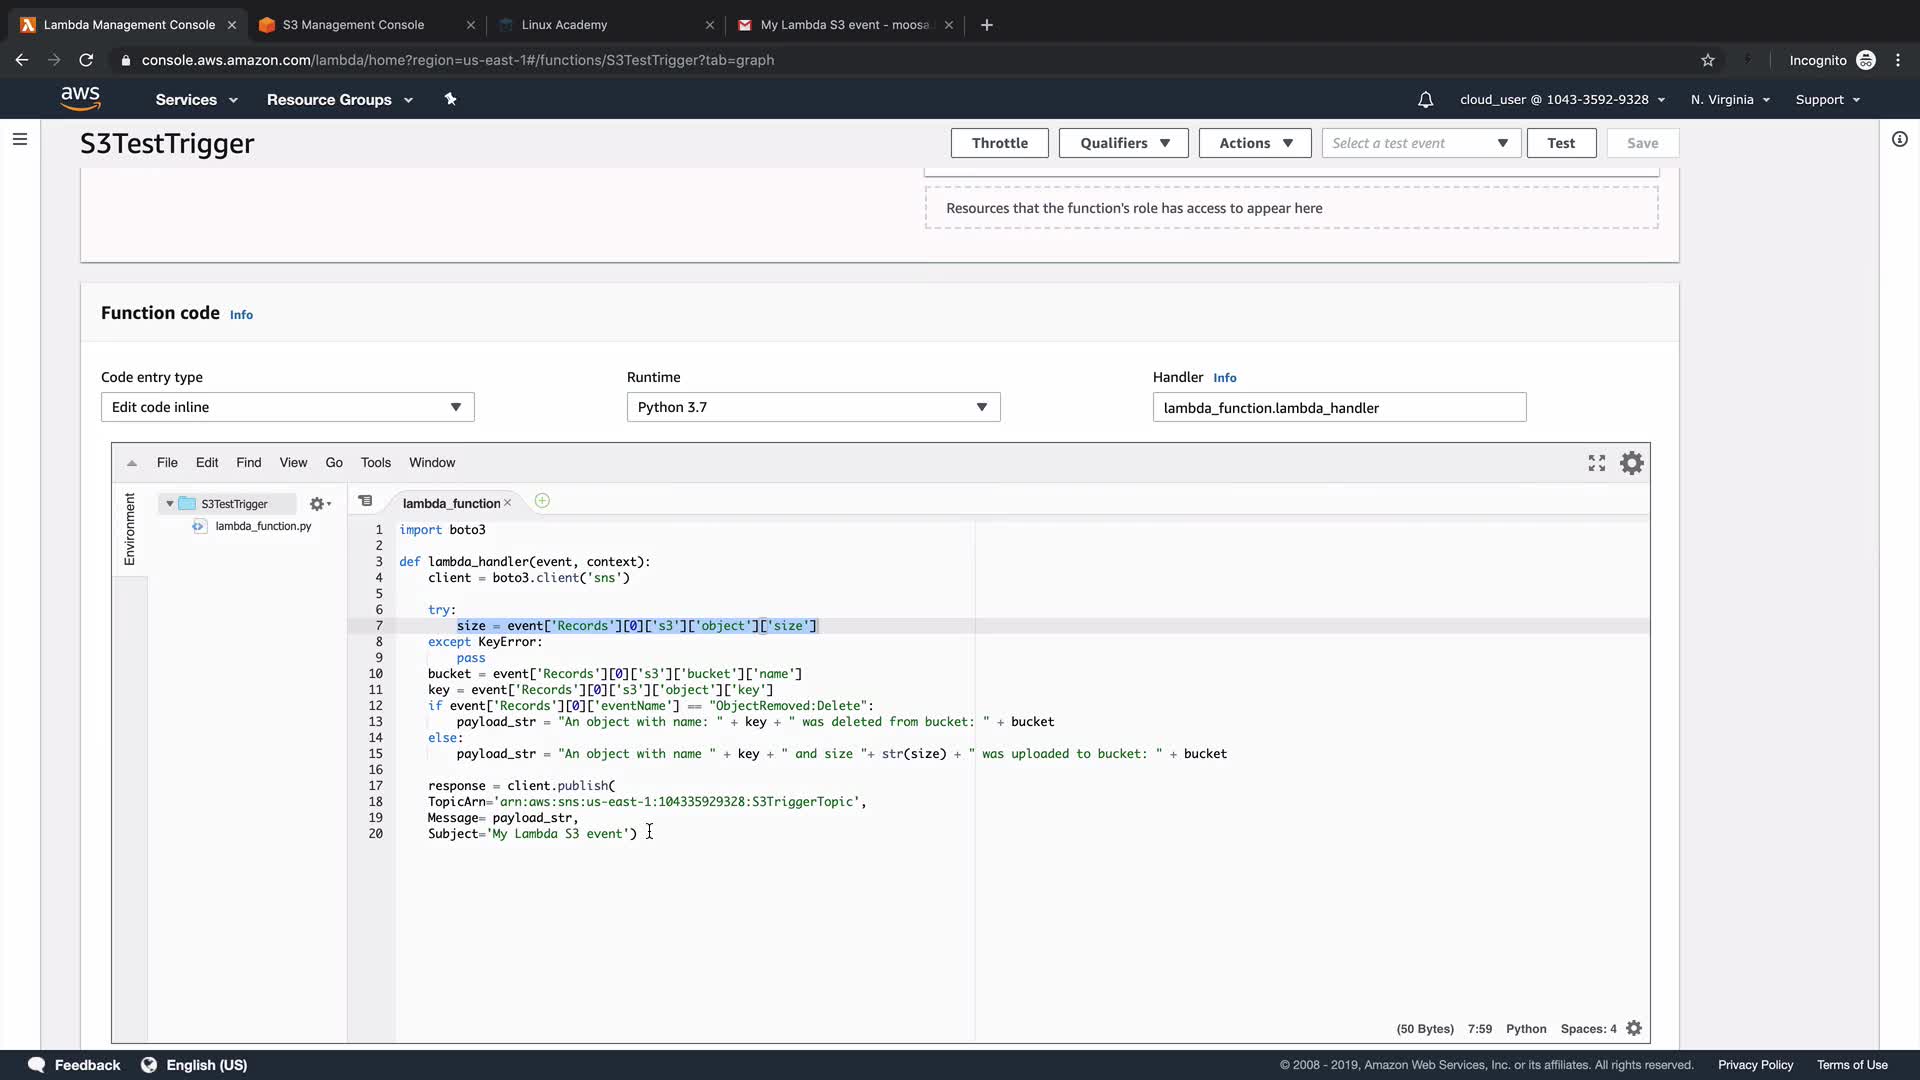 Lambda Management Console
S3 Management Console
Linux Academy
My Lambda S3 event - moosa
console.aws.amazon.com/lambda/home?region=us-east-1#/functions/S3TestTrigger?tab=graph
Incognito
aws
Services
Resource Groups
cloud_user @ 1043-3592-9328
N. Virginia
Support
S3TestTrigger
Throttle
Qualifiers
Actions
Select a test event
Test
Save
Resources that the function's role has access to appear here
Function code Info
Code entry type
Edit code inline
Runtime
Python 3.7
Handler Info
lambda_function.lambda_handler
File Edit Find View Go Tools Window
Environment
S3TestTrigger
lambda_function.py
lambda_function
1 import boto3
2
3 def lambda_handler(event, context):
4 client = boto3.client('sns')
5
6 try:
7 size = event['Records'][0]['s3']['object']['size']
8 except KeyError:
9 pass
10 bucket = event['Records'][0]['s3']['bucket']['name']
11 key = event['Records'][0]['s3']['object']['key']
12 if event['Records'][0]['eventName'] == "ObjectRemoved:Delete":
13 payload_str = "An object with name: " + key + " was deleted from bucket: " + bucket
14 else:
15 payload_str = "An object with name " + key + " and size "+ str(size) + " was uploaded to bucket: " + bucket
16
17 response = client.publish(
18 TopicArn='arn:aws:sns:us-east-1:104335929328:S3TriggerTopic',
19 Message= payload_str,
20 Subject='My Lambda S3 event')
(50 Bytes) 7:59 Python Spaces: 4
Feedback
English (US)
© 2008 - 2019, Amazon Web Services, Inc. or its affiliates. All rights reserved.
Privacy Policy
Terms of Use